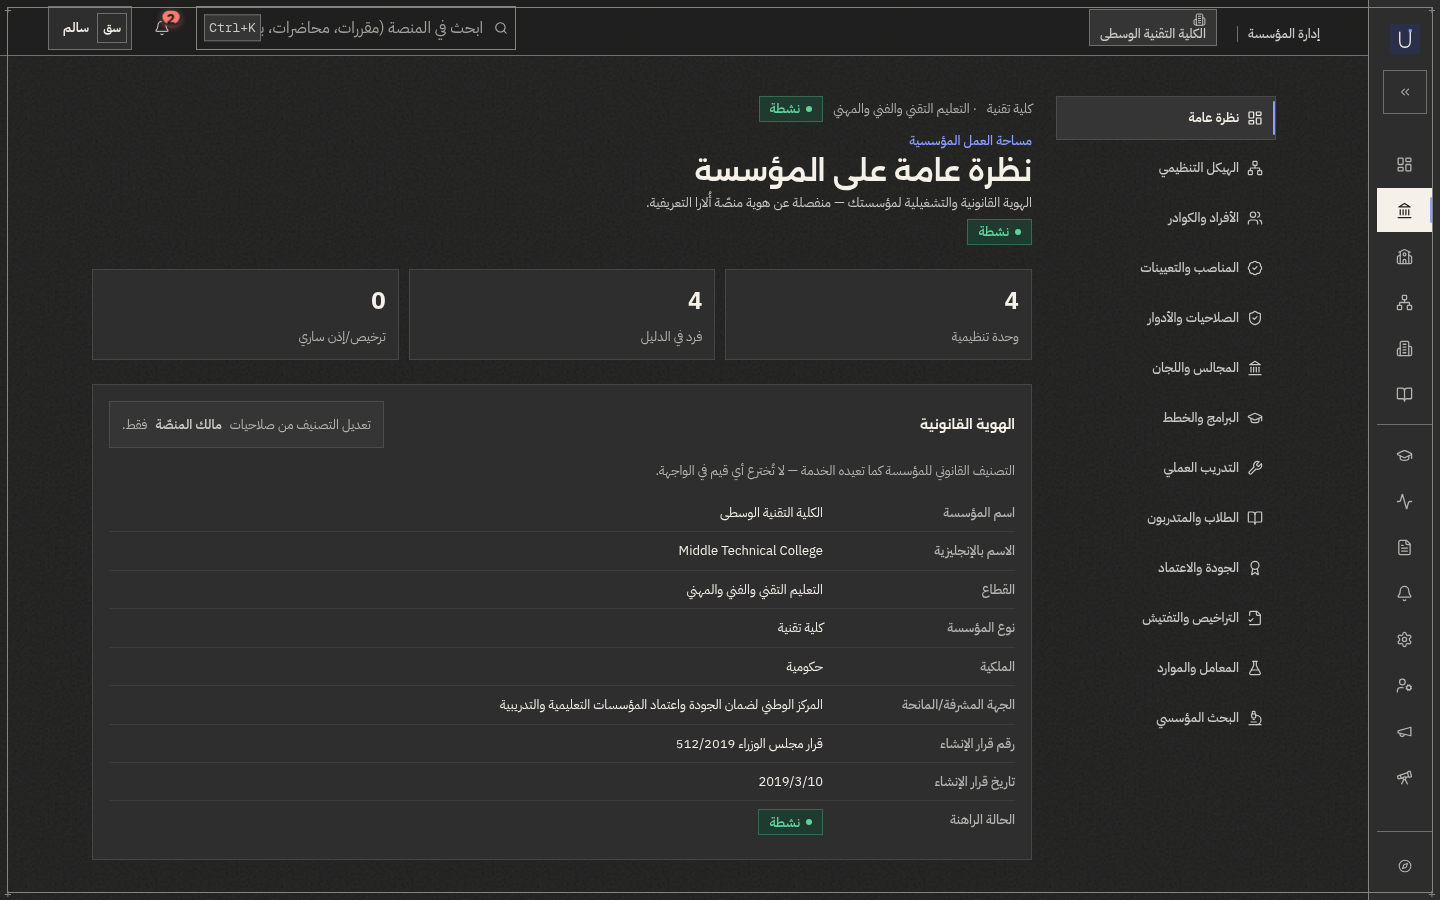 إدارة المؤسسة
الكلية التقنية الوسطى
ابحث في المنصة (مقررات، محاضرات، ب
Ctrl+K
2
سق
سالم
نظرة عامة
الهيكل التنظيمي
الأفراد والكوادر
المناصب والتعيينات
الصلاحيات والأدوار
المجالس واللجان
البرامج والخطط
التدريب العملي
الطلاب والمتدربون
الجودة والاعتماد
التراخيص والتفتيش
المعامل والموارد
البحث المؤسسي
كلية تقنية · التعليم التقني والفني والمهني نشطة
مساحة العمل المؤسسية
نظرة عامة على المؤسسة
الهوية القانونية والتشغيلية لمؤسستك — منفصلة عن هوية منصّة ألارا التعريفية.
نشطة
4
وحدة تنظيمية
4
فرد في الدليل
0
ترخيص/إذن ساري
الهوية القانونية
تعديل التصنيف من صلاحيات مالك المنصّة فقط.
التصنيف القانوني للمؤسسة كما تعيده الخدمة — لا تُخترع أي قيم في الواجهة.
اسم المؤسسة الكلية التقنية الوسطى
الاسم بالإنجليزية Middle Technical College
القطاع التعليم التقني والفني والمهني
نوع المؤسسة كلية تقنية
الملكية حكومية
الجهة المشرفة/المانحة المركز الوطني لضمان الجودة واعتماد المؤسسات التعليمية والتدريبية
رقم قرار الإنشاء قرار مجلس الوزراء 512/2019
تاريخ قرار الإنشاء 2019/3/10
الحالة الراهنة نشطة